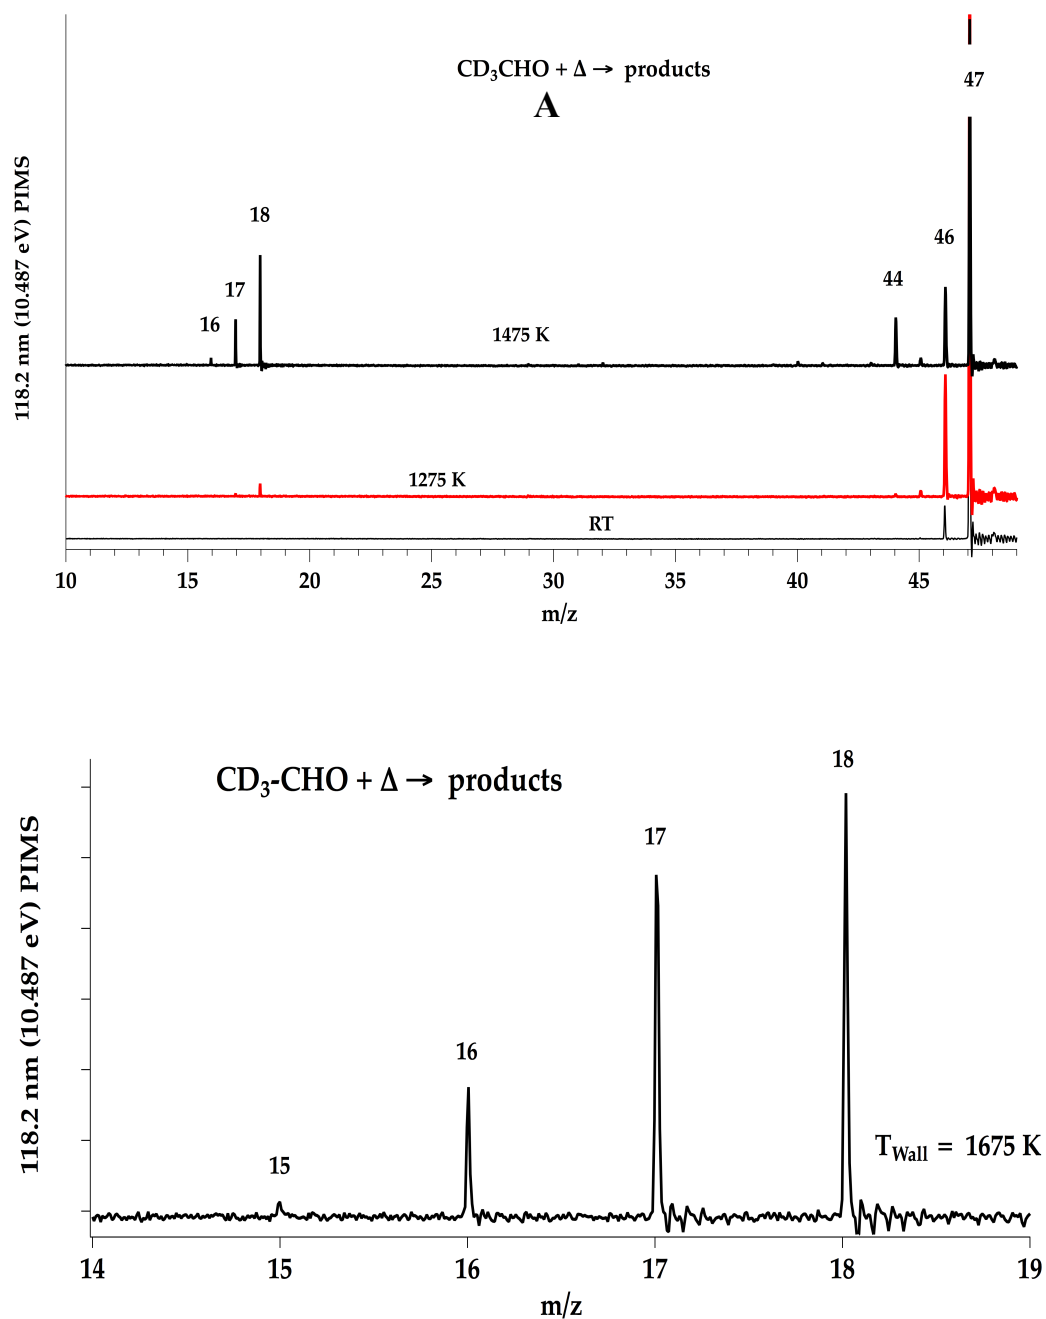 CD₃CHO + Δ → products
A
47
18
46
17
44
16
1475 K
1275 K
RT
118.2 nm (10.487 eV) PIMS
10 15 20 25 30 35 40 45
m/z
CD₃-CHO + Δ → products
18
17
16
15
T_Wall = 1675 K
118.2 nm (10.487 eV) PIMS
14 15 16 17 18 19
m/z